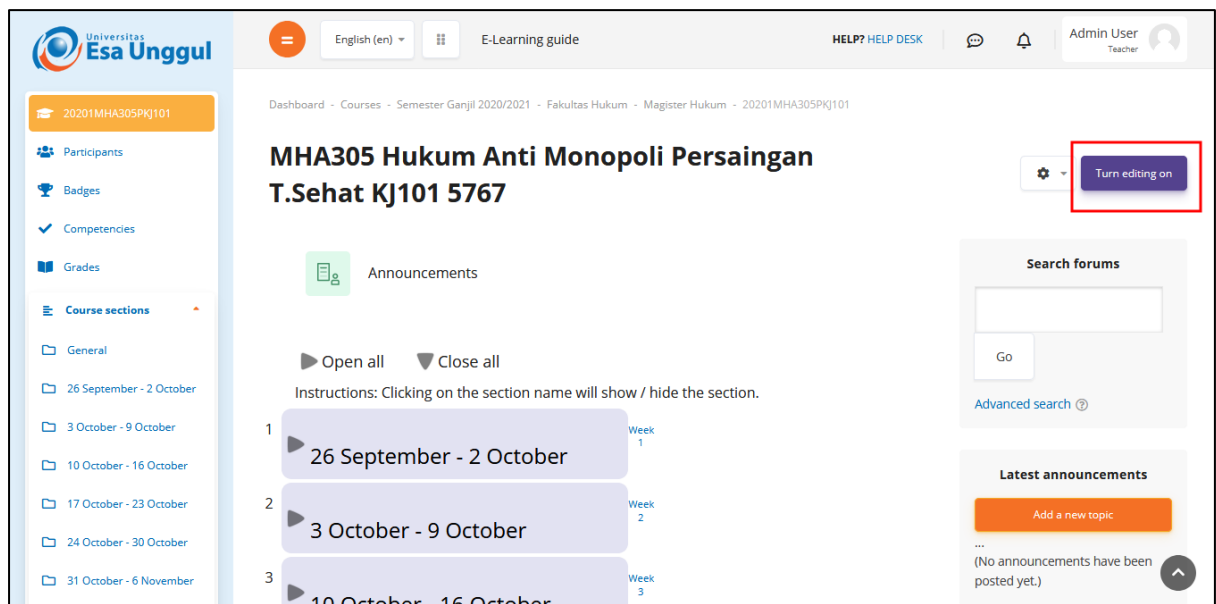 Universitas
Esa Unggul
English (en)
E-Learning guide
HELP? HELP DESK
Admin User
Teacher
20201MHA305PKJ101
Participants
Badges
Competencies
Grades
Course sections
General
26 September - 2 October
3 October - 9 October
10 October - 16 October
17 October - 23 October
24 October - 30 October
31 October - 6 November
Dashboard - Courses - Semester Ganjil 2020/2021 - Fakultas Hukum - Magister Hukum - 20201MHA305PKJ101
MHA305 Hukum Anti Monopoli Persaingan
T.Sehat KJ101 5767
Turn editing on
Announcements
Open all Close all
Instructions: Clicking on the section name will show / hide the section.
1
26 September - 2 October
Week
1
2
3 October - 9 October
Week
2
3
10 October - 16 October
Week
3
Search forums
Go
Advanced search
Latest announcements
Add a new topic
...
(No announcements have been
posted yet.)